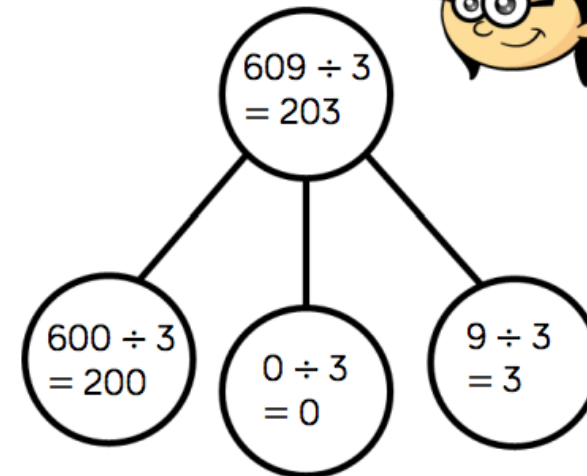 609 ÷ 3
= 203
600 ÷ 3
= 200
0 ÷ 3
= 0
9 ÷ 3
= 3